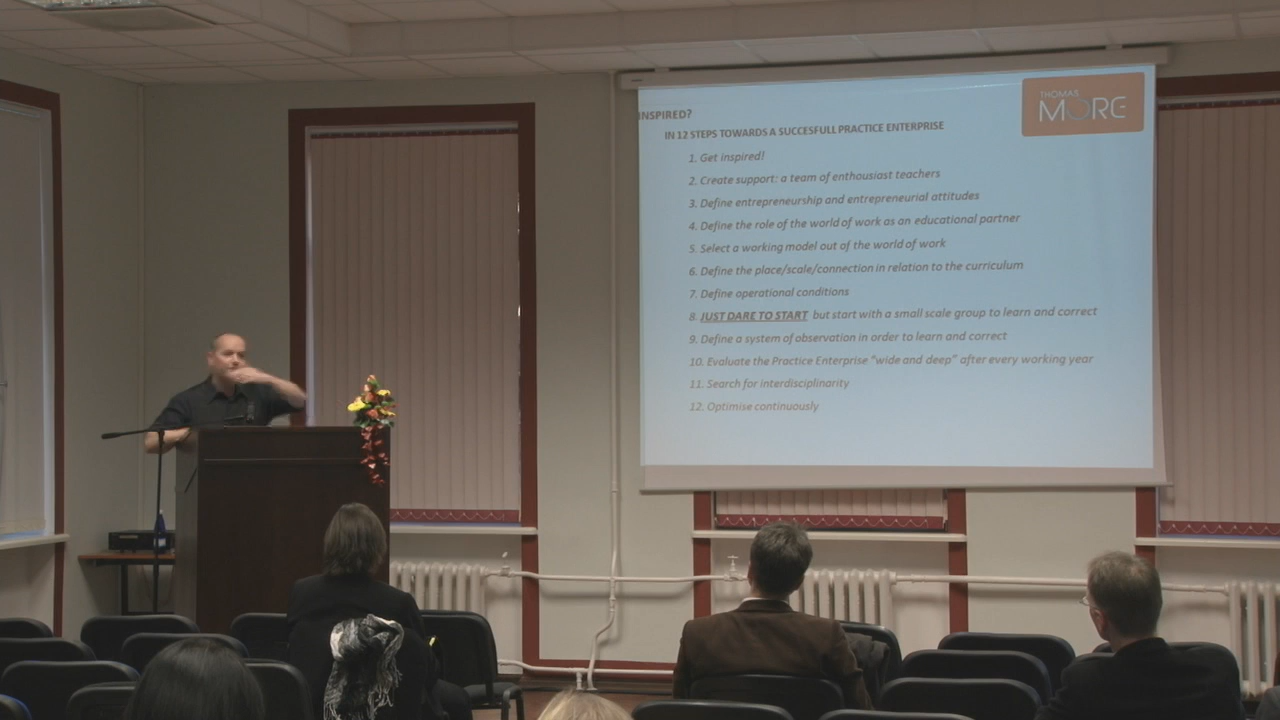 INSPIRED?
THOMAS
MORE
IN 12 STEPS TOWARDS A SUCCESFULL PRACTICE ENTERPRISE
1. Get inspired!
2. Create support: a team of enthousiast teachers
3. Define entrepreneurship and entrepreneurial attitudes
4. Define the role of the world of work as an educational partner
5. Select a working model out of the world of work
6. Define the place/scale/connection in relation to the curriculum
7. Define operational conditions
8. JUST DARE TO START but start with a small scale group to learn and correct
9. Define a system of observation in order to learn and correct
10. Evaluate the Practice Enterprise "wide and deep" after every working year
11. Search for interdisciplinarity
12. Optimise continuously